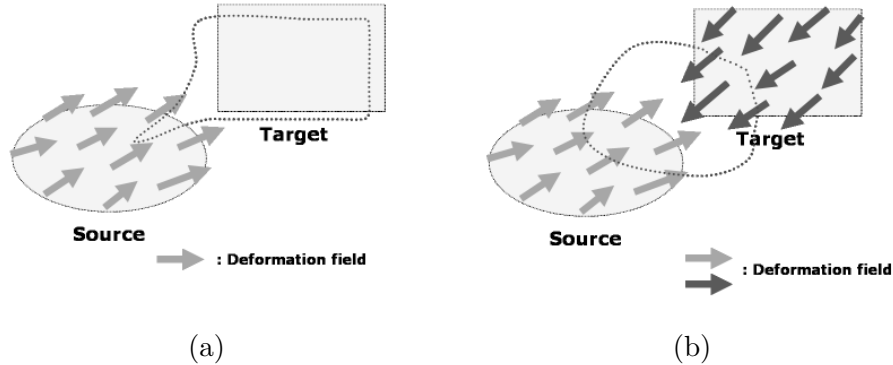 Target
Source
: Deformation field
(a)
Target
Source
: Deformation field
(b)